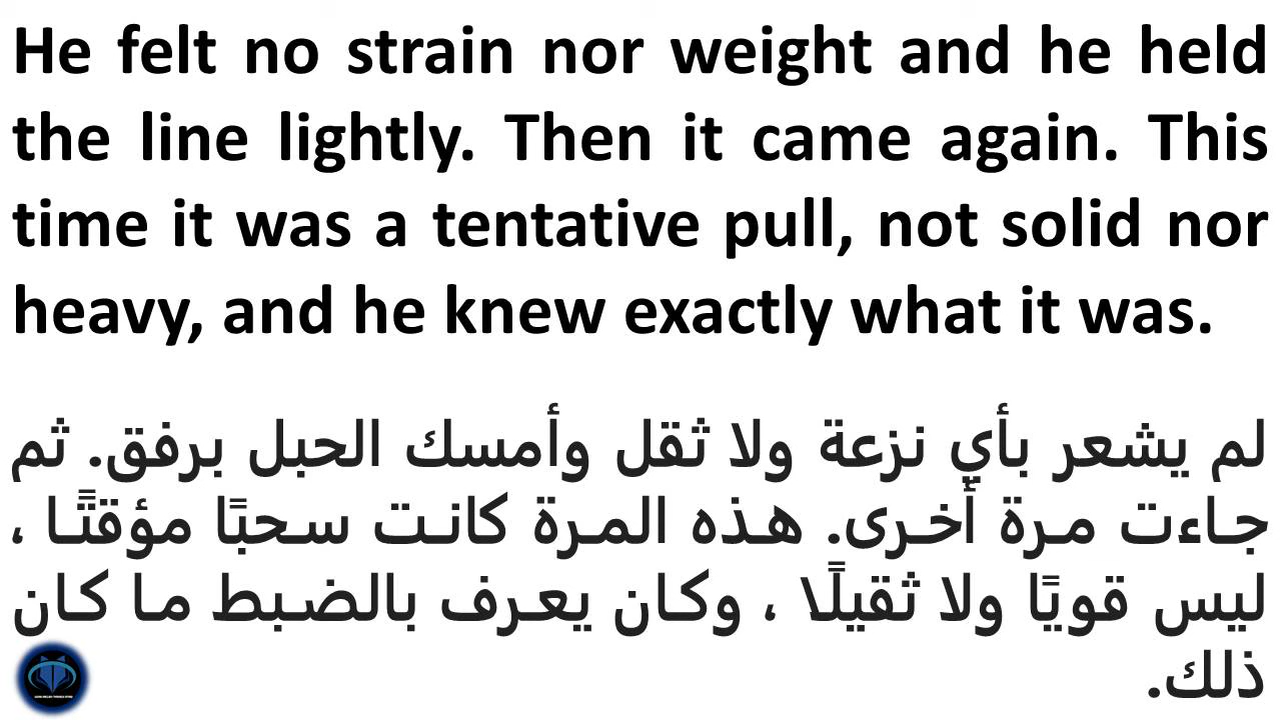 He felt no strain nor weight and he held
the line lightly. Then it came again. This
time it was a tentative pull, not solid nor
heavy, and he knew exactly what it was.
لم يشعر بأي نزعة ولا ثقل وأمسك الحبل برفق. ثم
جاءت مرة أخرى. هذه المرة كانت سحبًا مؤقتًا ،
ليس قويًا ولا ثقيلًا ، وكان يعرف بالضبط ما كان
ذلك.